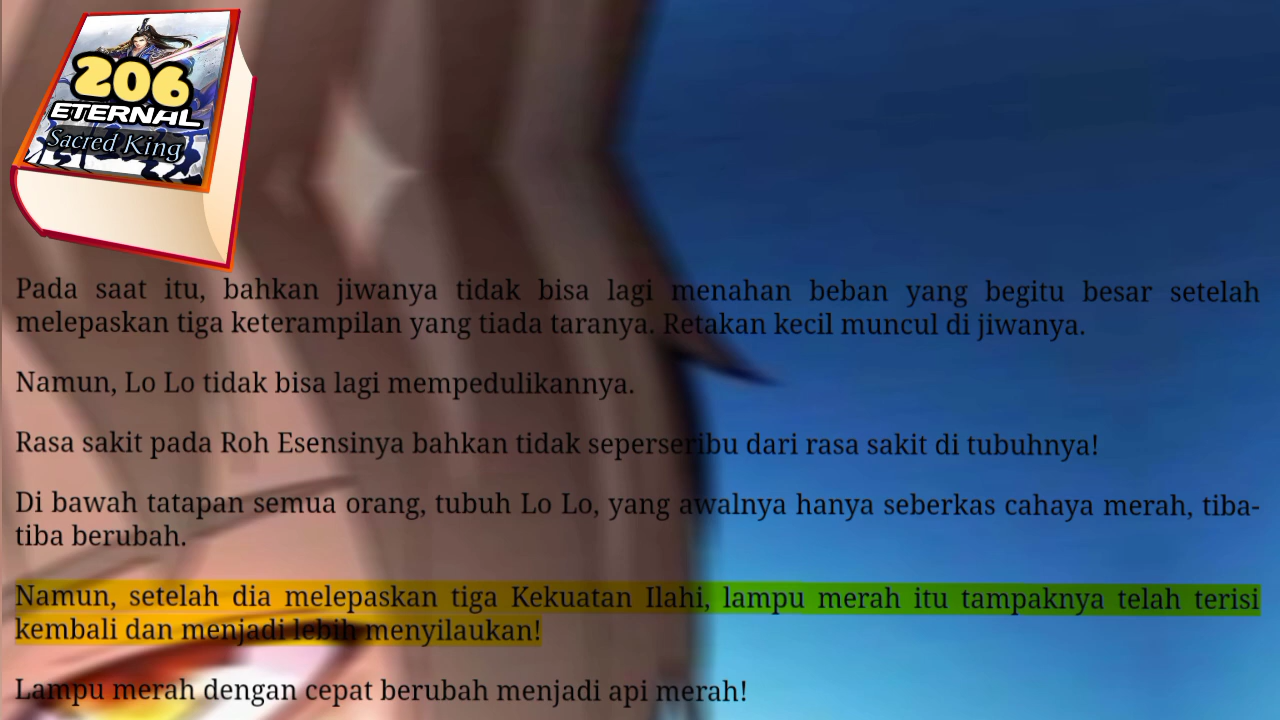 206
ETERNAL
Sacred King
Pada saat itu, bahkan jiwanya tidak bisa lagi menahan beban yang begitu besar setelah
melepaskan tiga keterampilan yang tiada taranya. Retakan kecil muncul di jiwanya.
Namun, Lo Lo tidak bisa lagi mempedulikannya.
Rasa sakit pada Roh Esensinya bahkan tidak seperseribu dari rasa sakit di tubuhnya!
Di bawah tatapan semua orang, tubuh Lo Lo, yang awalnya hanya seberkas cahaya merah, tiba-
tiba berubah.
Namun, setelah dia melepaskan tiga Kekuatan Ilahi, lampu merah itu tampaknya telah terisi
kembali dan menjadi lebih menyilaukan!
Lampu merah dengan cepat berubah menjadi api merah!